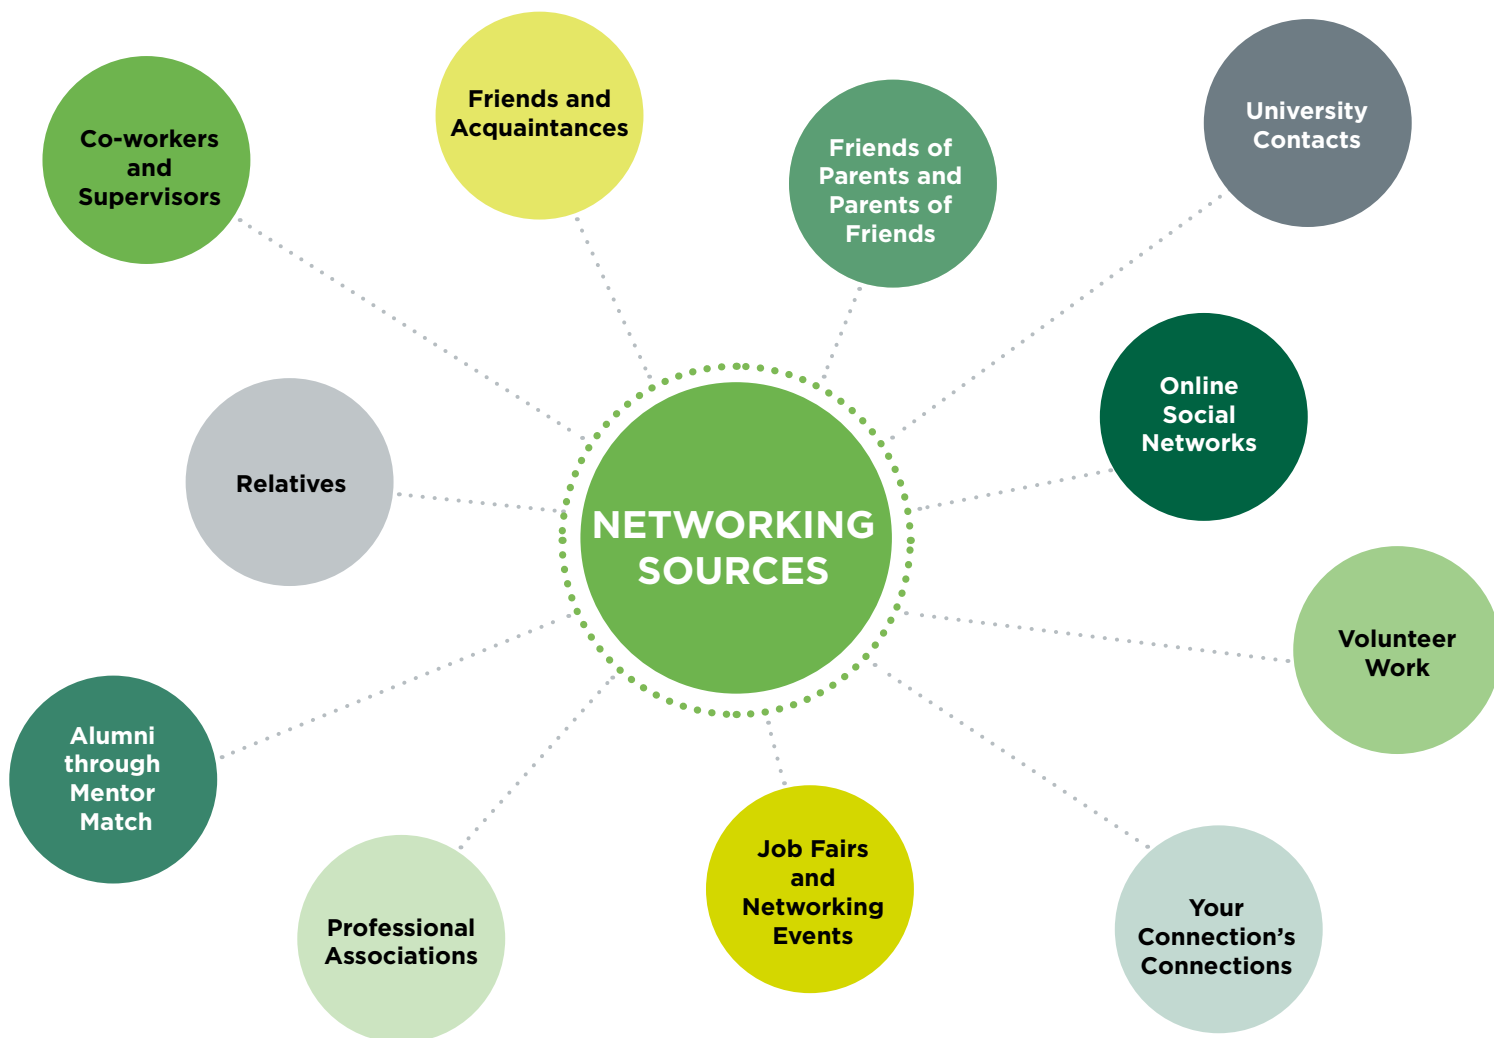 Co-workers
and
Supervisors
Friends and
Acquaintances
Friends of
Parents and
Parents of
Friends
University
Contacts
Relatives
Online
Social
Networks
NETWORKING
SOURCES
Volunteer
Work
Alumni
through
Mentor
Match
Professional
Associations
Job Fairs
and
Networking
Events
Your
Connection’s
Connections